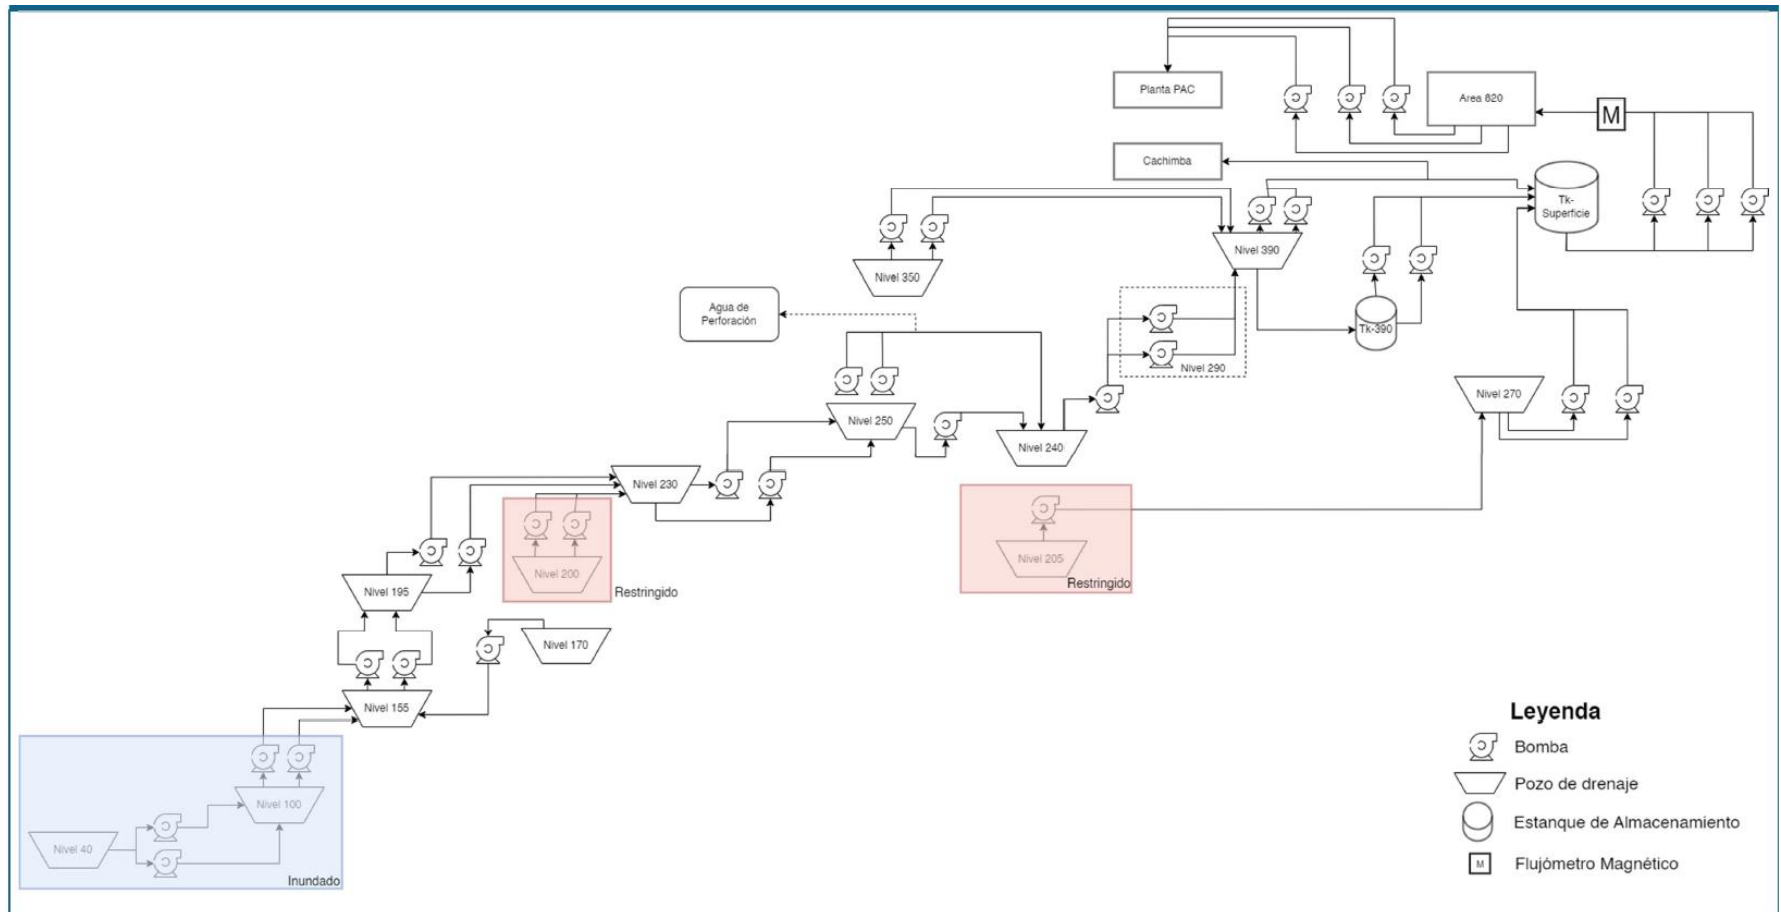 Planta PAC
Area 820
M
Cachimba
Tk-
Superficie
Nivel 390
Nivel 350
Agua de
Perforación
Tk-390
Nivel 290
Nivel 270
Nivel 250
Nivel 240
Nivel 230
Nivel 200
Restringido
Nivel 205
Restringido
Nivel 195
Nivel 170
Nivel 155
Nivel 100
Nivel 40
Inundado
Leyenda
Bomba
Pozo de drenaje
Estanque de Almacenamiento
M
Flujómetro Magnético